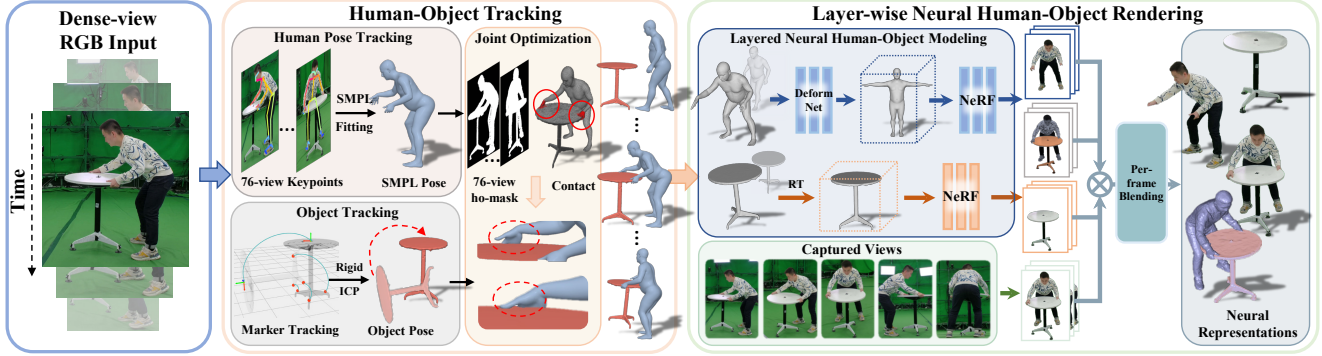 Dense-view
RGB Input
Time
Human-Object Tracking
Human Pose Tracking
SMPL
Fitting
76-view Keypoints
SMPL Pose
Object Tracking
Rigid
ICP
Marker Tracking
Object Pose
Joint Optimization
76-view
ho-mask
Contact
Layer-wise Neural Human-Object Rendering
Layered Neural Human-Object Modeling
Deform
Net
NeRF
RT
NeRF
Captured Views
Per-
frame
Blending
Neural
Representations